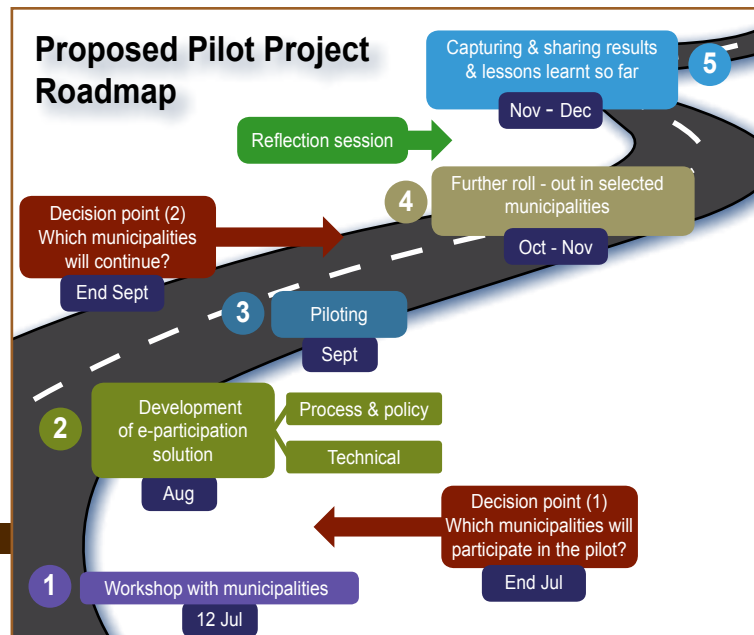 Proposed Pilot Project
Roadmap
Capturing & sharing results
& lessons learnt so far
5
Nov - Dec
Reflection session
4
Further roll - out in selected
municipalities
Oct - Nov
Decision point (2)
Which municipalities
will continue?
End Sept
3
Piloting
Sept
2
Development
of e-participation
solution
Process & policy
Technical
Aug
Decision point (1)
Which municipalities will
participate in the pilot?
End Jul
1
Workshop with municipalities
12 Jul